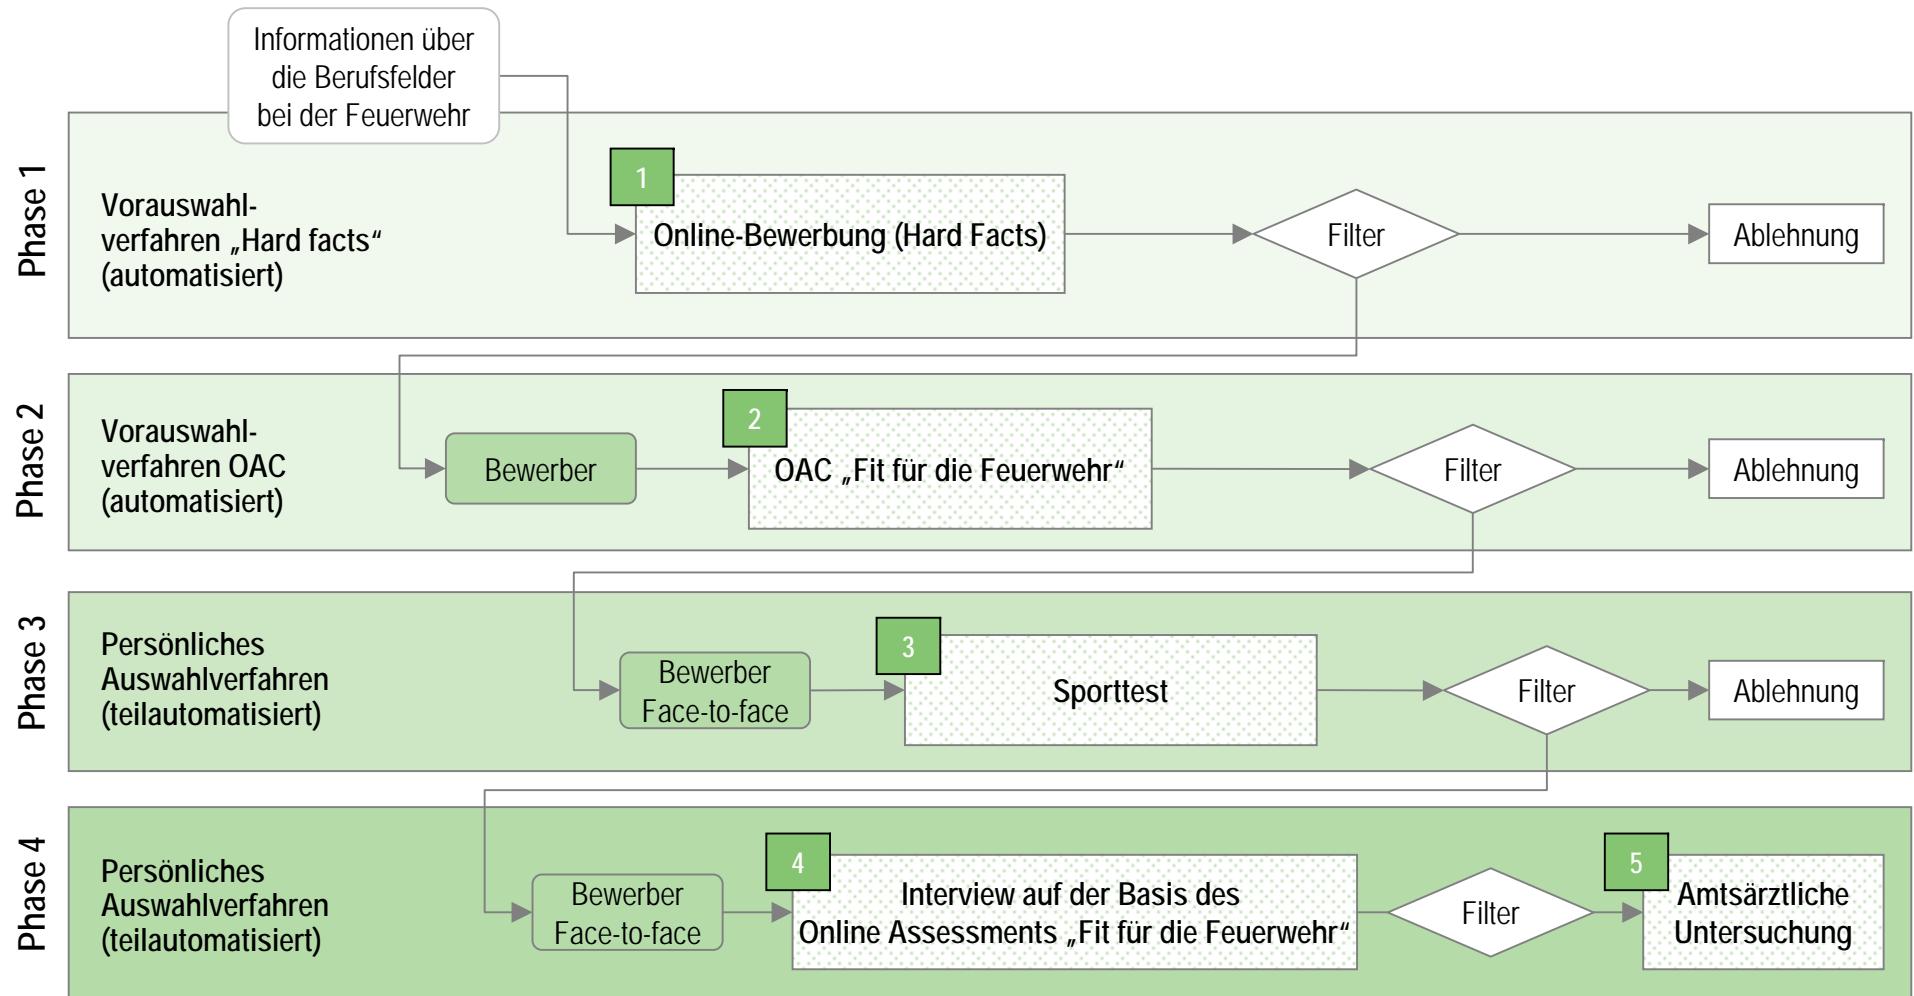 Informationen über
die Berufsfelder
bei der Feuerwehr
Phase 1
Vorauswahl-
verfahren „Hard facts“
(automatisiert)
1
Online-Bewerbung (Hard Facts)
Filter
Ablehnung
Phase 2
Vorauswahl-
verfahren OAC
(automatisiert)
Bewerber
2
OAC „Fit für die Feuerwehr“
Filter
Ablehnung
Phase 3
Persönliches
Auswahlverfahren
(teilautomatisiert)
Bewerber
Face-to-face
3
Sporttest
Filter
Ablehnung
Phase 4
Persönliches
Auswahlverfahren
(teilautomatisiert)
Bewerber
Face-to-face
4
Interview auf der Basis des
Online Assessments „Fit für die Feuerwehr“
Filter
5
Amtsärztliche
Untersuchung